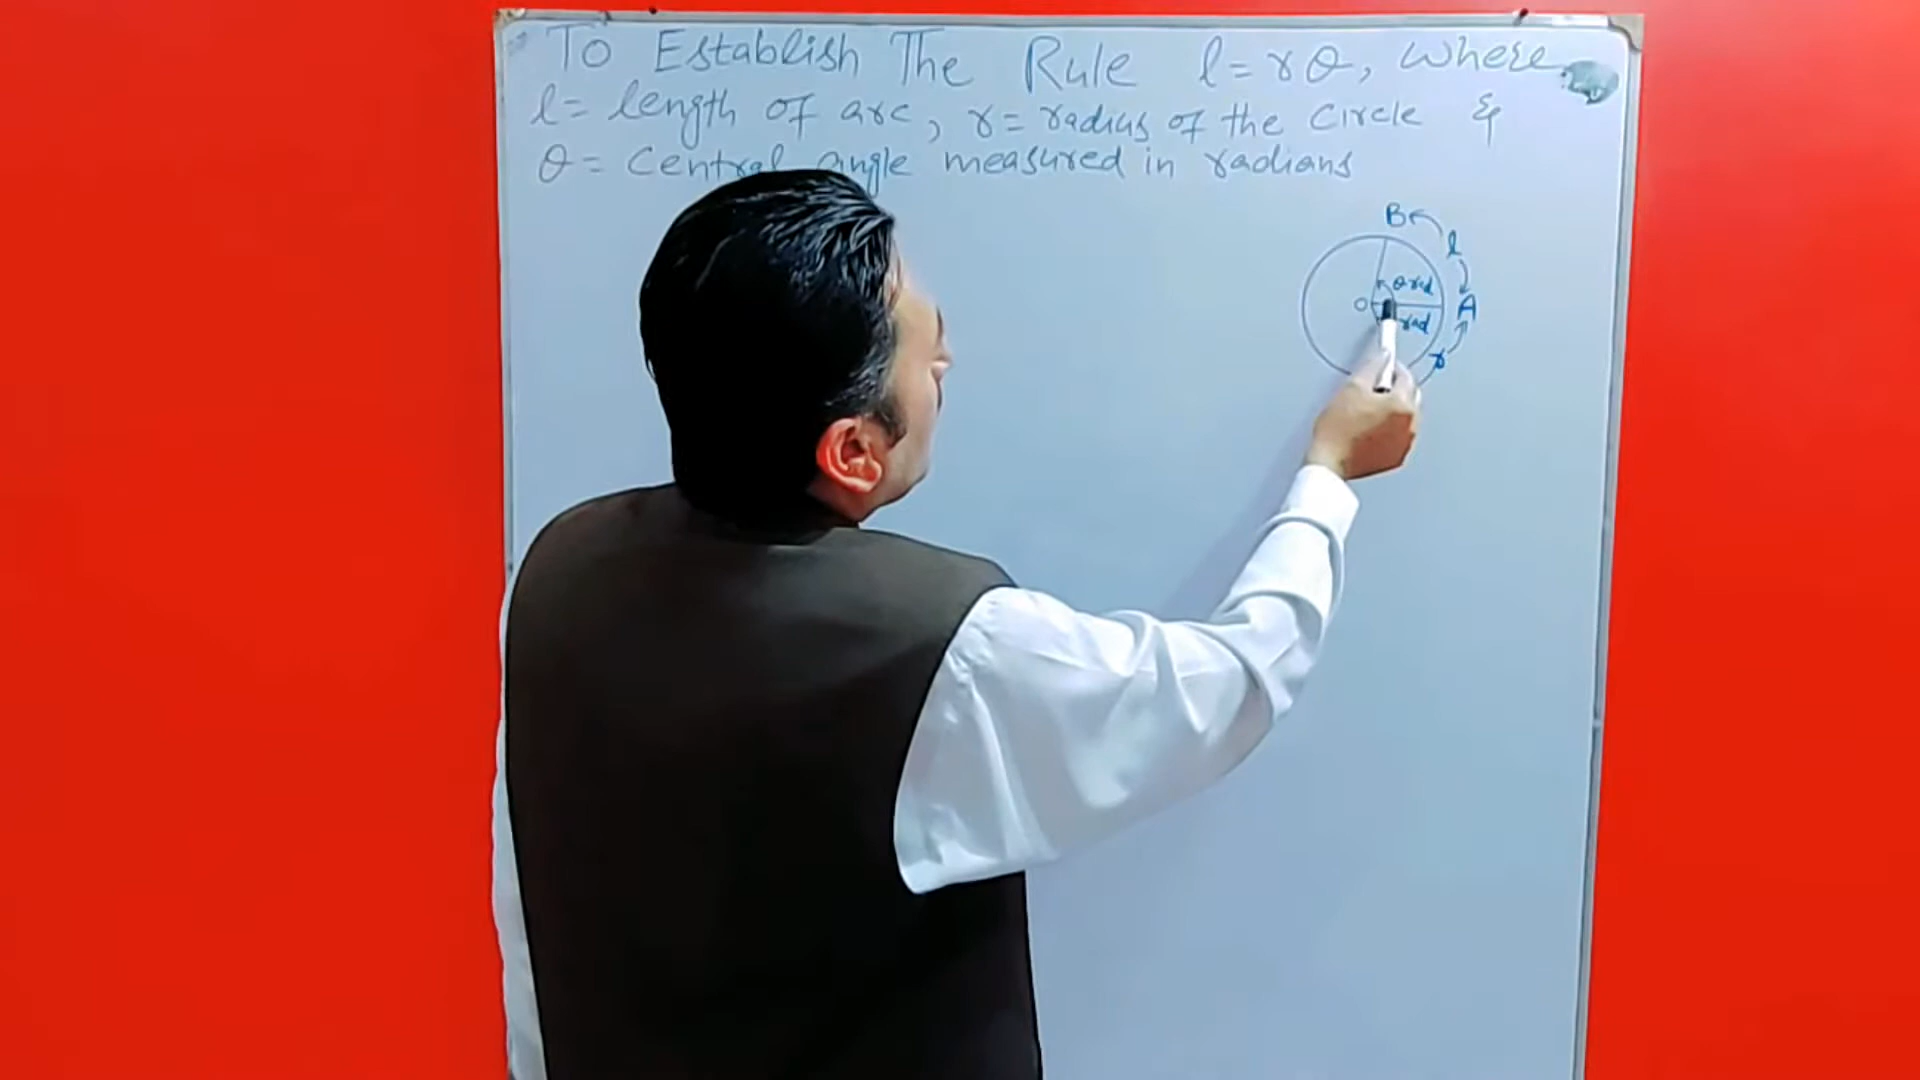 To Establish The Rule l = rθ, where
l = length of arc, r = radius of the circle &
θ = Central angle measured in radians
B
l
θ rad
O
A
rad
r